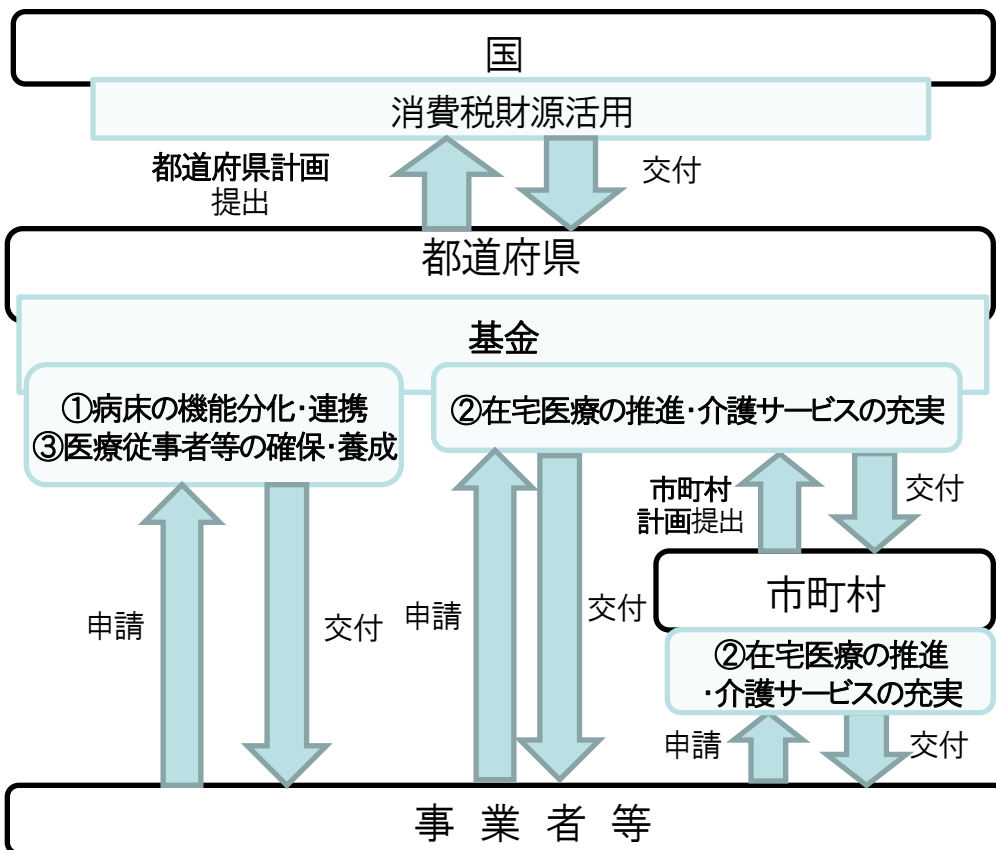 国
消費税財源活用
都道府県計画
提出
交付
都道府県
基金
①病床の機能分化・連携
③医療従事者等の確保・養成
②在宅医療の推進・介護サービスの充実
市町村
計画提出
交付
申請
交付
申請
交付
市町村
②在宅医療の推進
・介護サービスの充実
申請
交付
事業者等